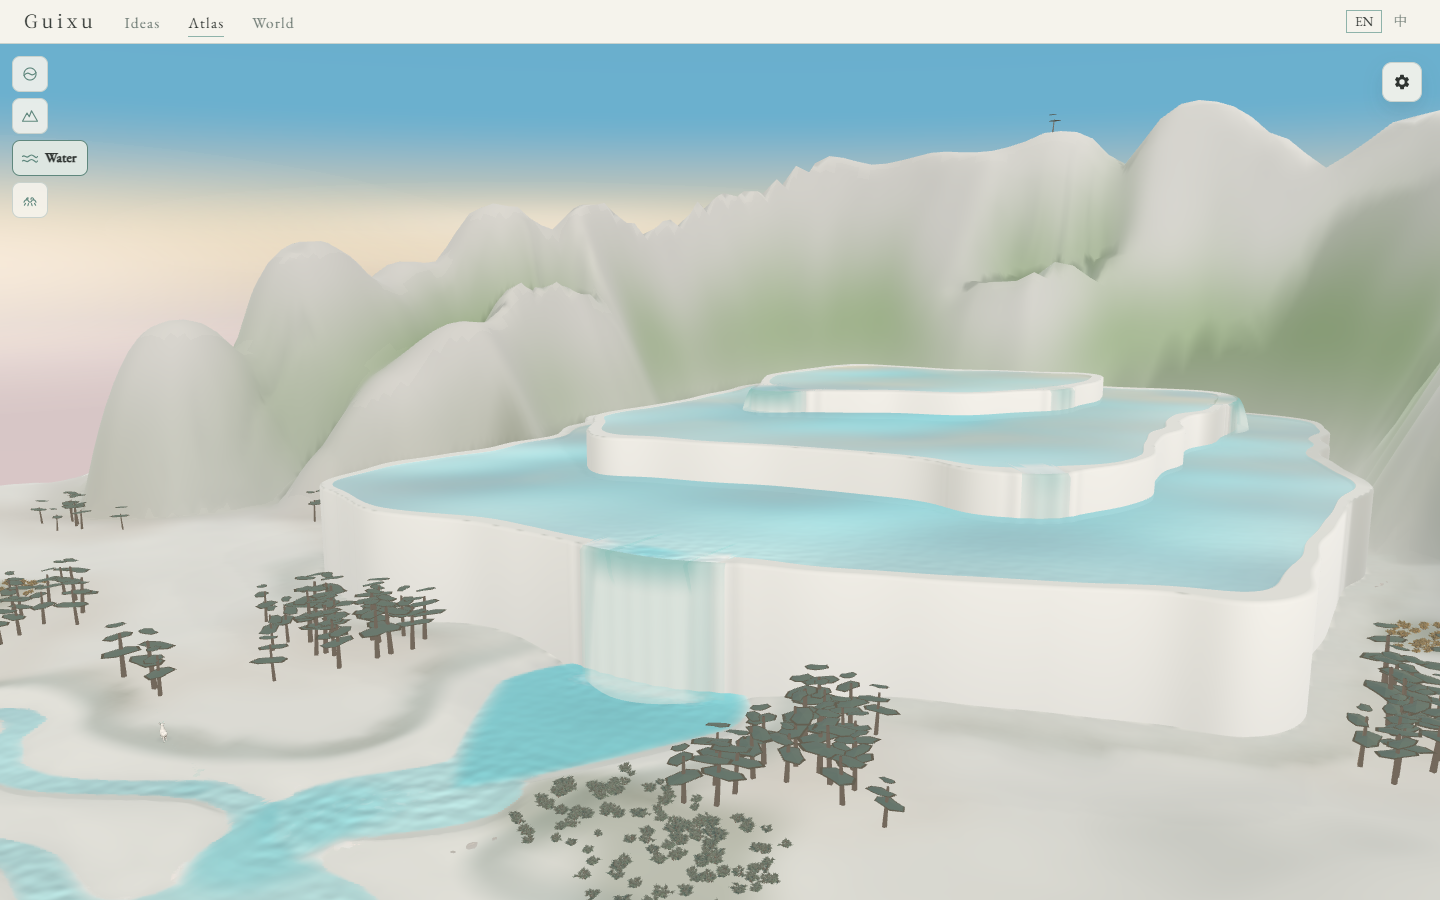 Guixu
Ideas
Atlas
World
EN
中
Water